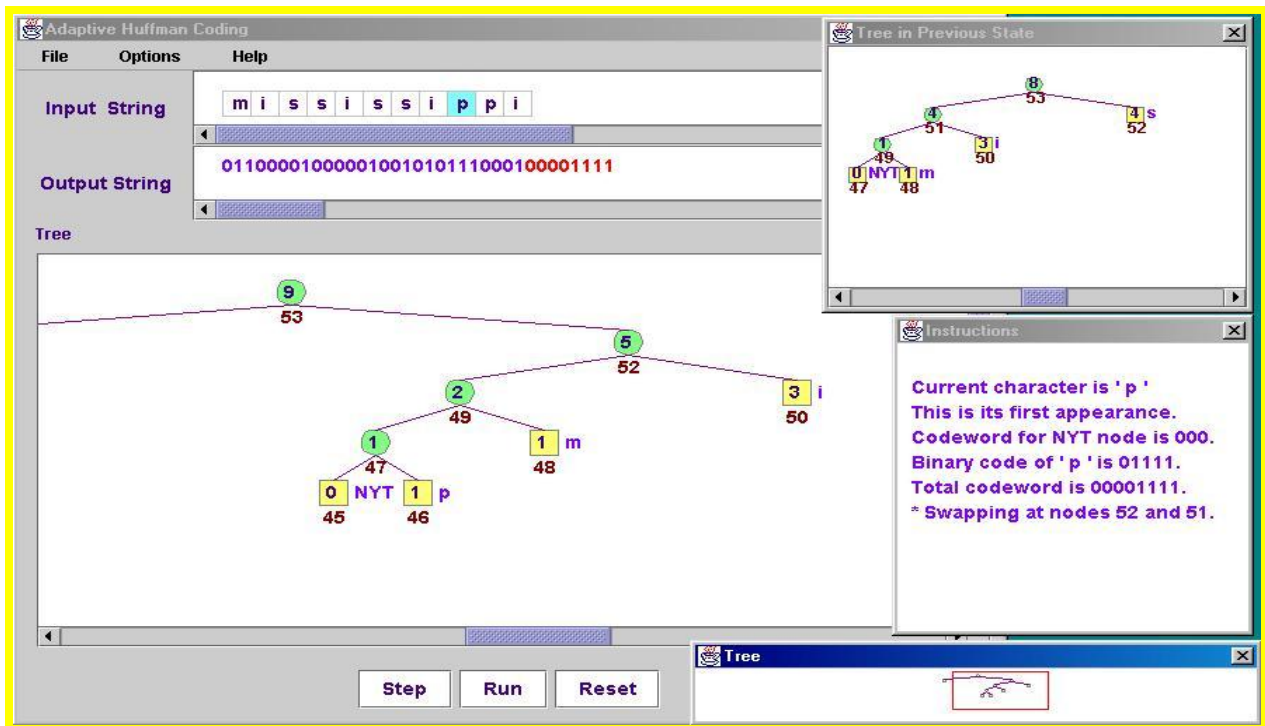 Adaptive Huffman Coding
File Options Help
Input String
m i s s i s s i p p i
Output String
0110000100000100101010111000100001111
Tree
9
53
5
52
2
49
3 i
50
1
47
1 m
48
0 NYT
45
1 p
46
Step Run Reset
Tree in Previous State
8
53
4
51
4 s
52
1
49
3 i
50
0 NYT
47
1 m
48
Instructions
Current character is ' p '
This is its first appearance.
Codeword for NYT node is 000.
Binary code of ' p ' is 01111.
Total codeword is 00001111.
* Swapping at nodes 52 and 51.
Tree